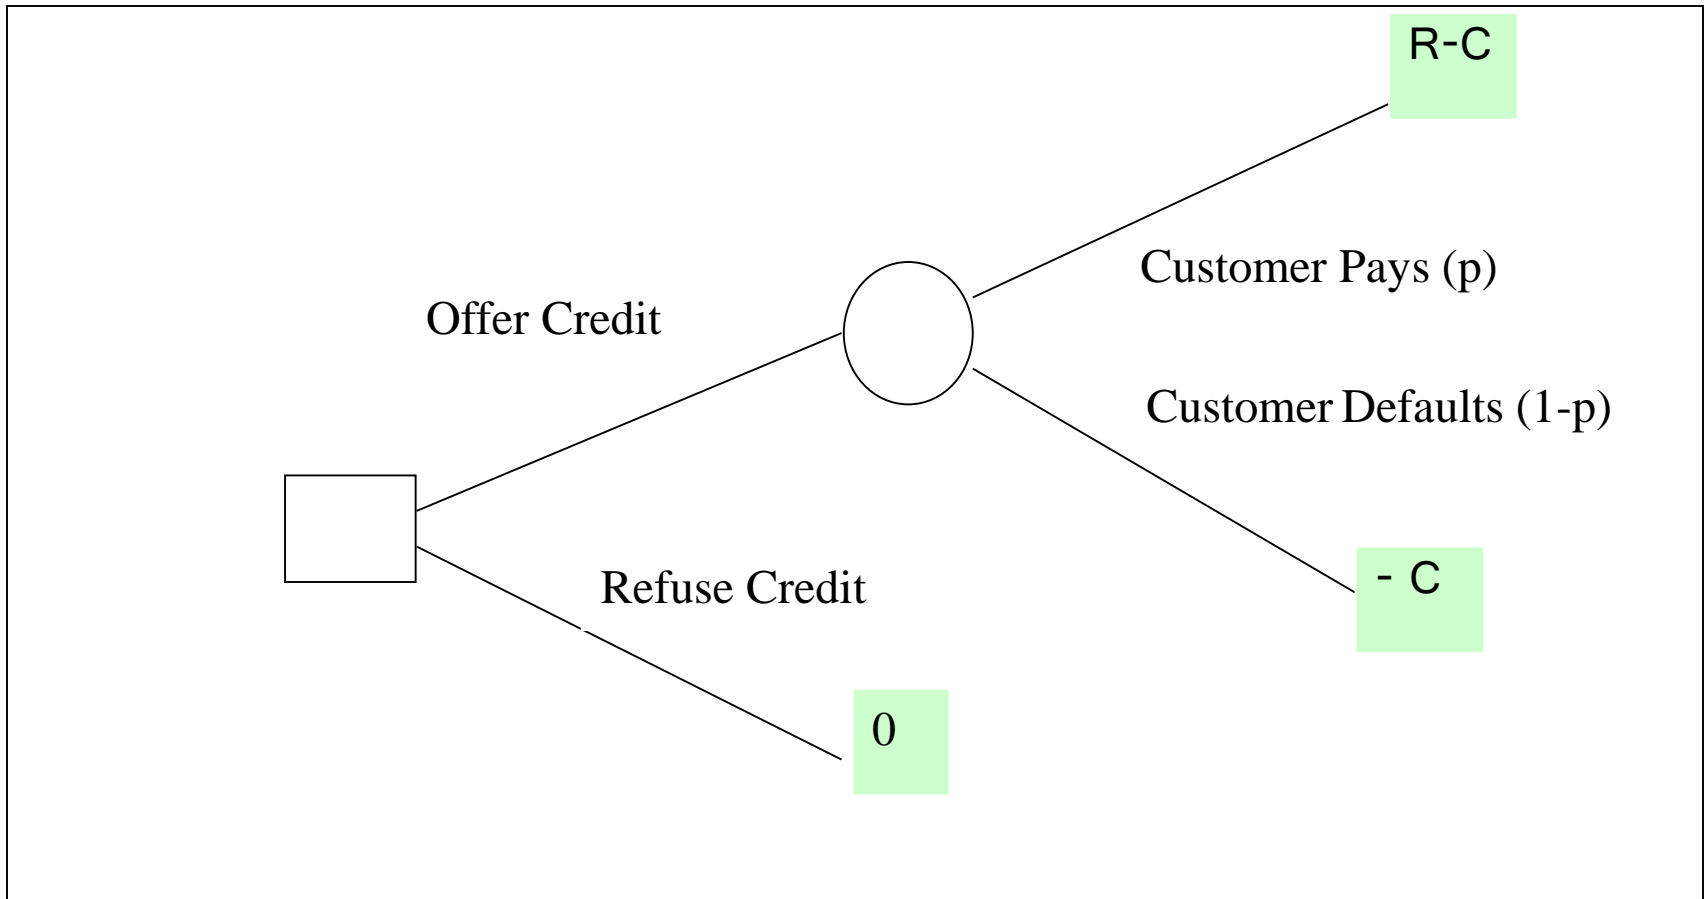 R-C
Customer Pays (p)
Offer Credit
Customer Defaults (1-p)
Refuse Credit
- C
0